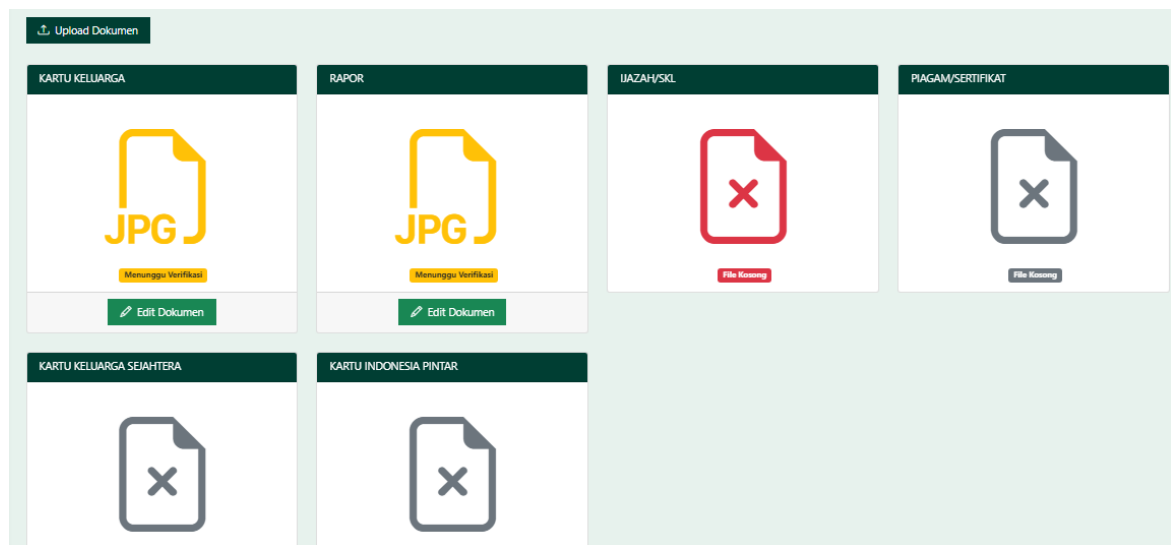 Upload Dokumen
KARTU KELUARGA
JPG
Menunggu Verifikasi
Edit Dokumen
RAPOR
JPG
Menunggu Verifikasi
Edit Dokumen
IJAZAH/SKL
File Kosong
PIAGAM/SERTIFIKAT
File Kosong
KARTU KELUARGA SEJAHTERA
KARTU INDONESIA PINTAR